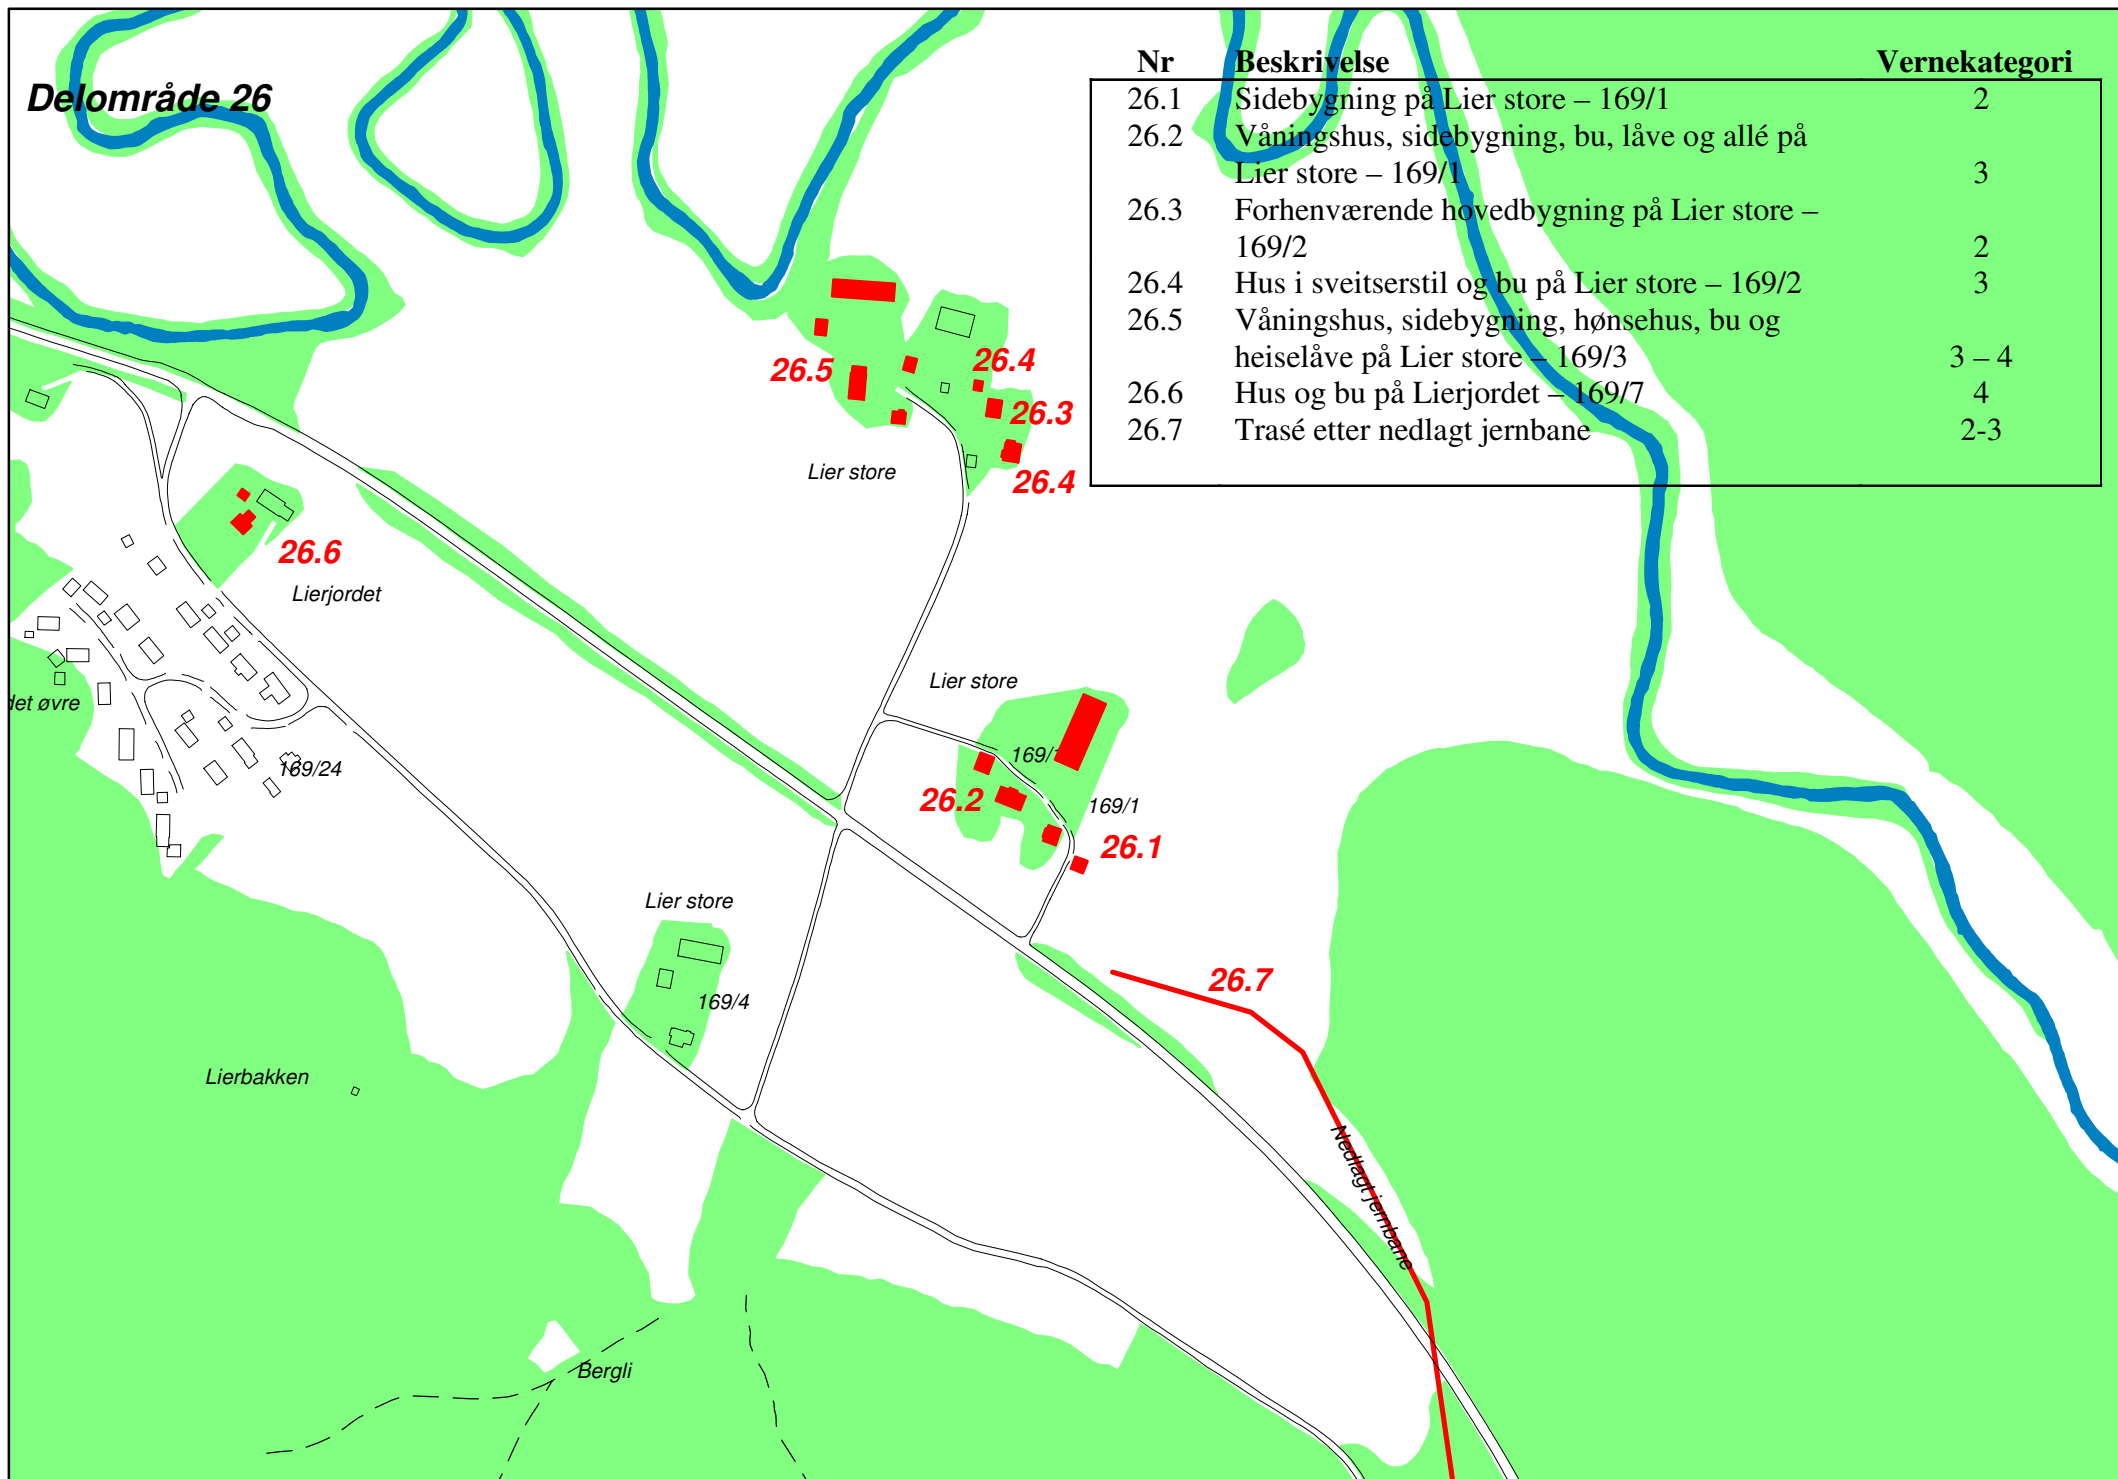 Delområde 26
Nr Beskrivelse Vernekategori
26.1 Sidebygning på Lier store – 169/1 2
26.2 Våningshus, sidebygning, bu, låve og allé på
Lier store – 169/1 3
26.3 Forhenværende hovedbygning på Lier store –
169/2 2
26.4 Hus i sveitserstil og bu på Lier store – 169/2 3
26.5 Våningshus, sidebygning, hønsehus, bu og
heiselåve på Lier store – 169/3 3 – 4
26.6 Hus og bu på Lierjordet – 169/7 4
26.7 Trasé etter nedlagt jernbane 2-3
26.5
26.4
26.3
26.4
Lier store
26.6
Lierjordet
Lier store
det øvre
169/24
169/1
26.2
169/1
26.1
Lier store
169/4
26.7
Lierbakken
Nedlagt jernbane
Bergli